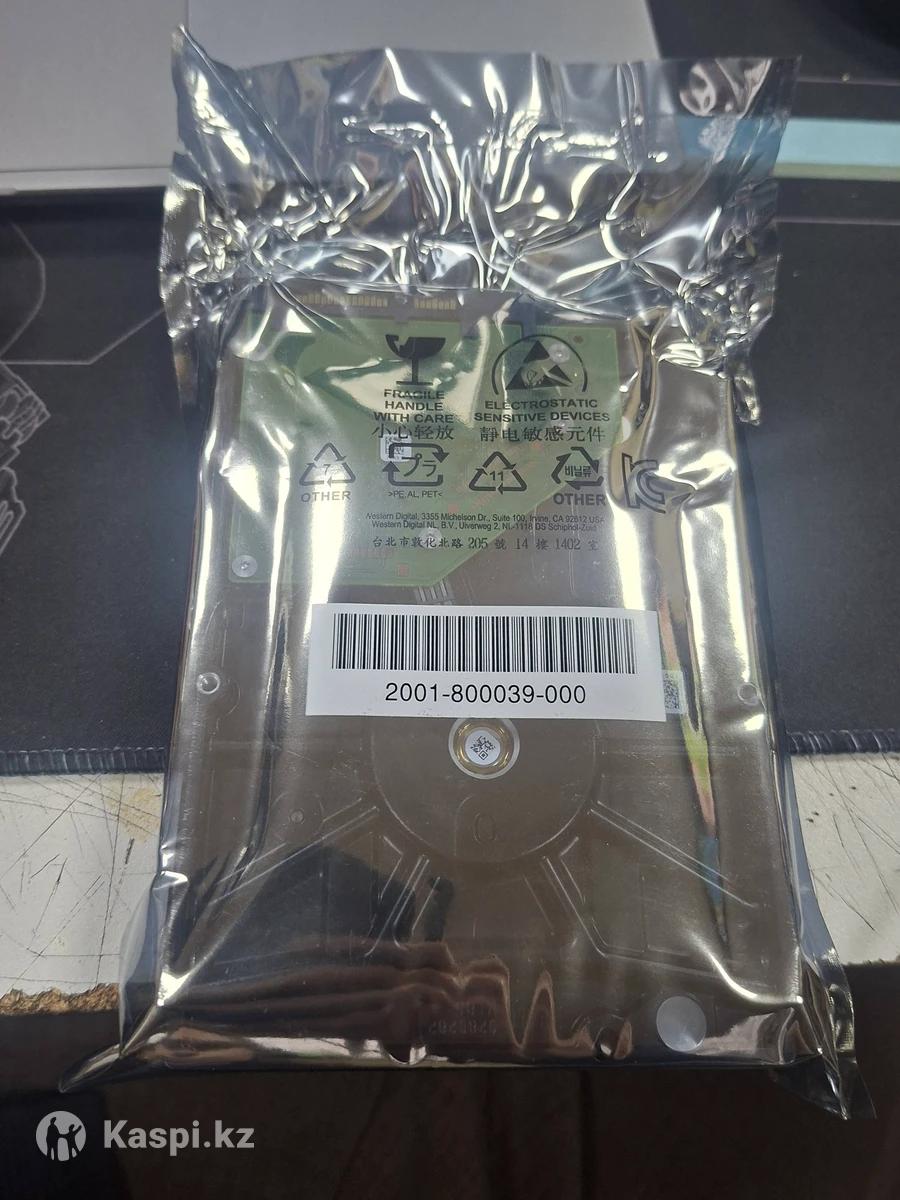 FRAGILE
HANDLE
WITH CARE
小心轻放
ELECTROSTATIC
SENSITIVE DEVICES
静电敏感元件
7
OTHER
プラ
>PE, AL, PET<
11
비닐류
OTHER
Western Digital, 3355 Michelson Dr., Suite 100, Irvine, CA 92612 USA
Western Digital NL, B.V., Ulverweg 2, NL-1118 DS Schiphol-Zuid
台北市敦化北路 205 號 14 樓 1402 室
2001-800039-000
Kaspi.kz